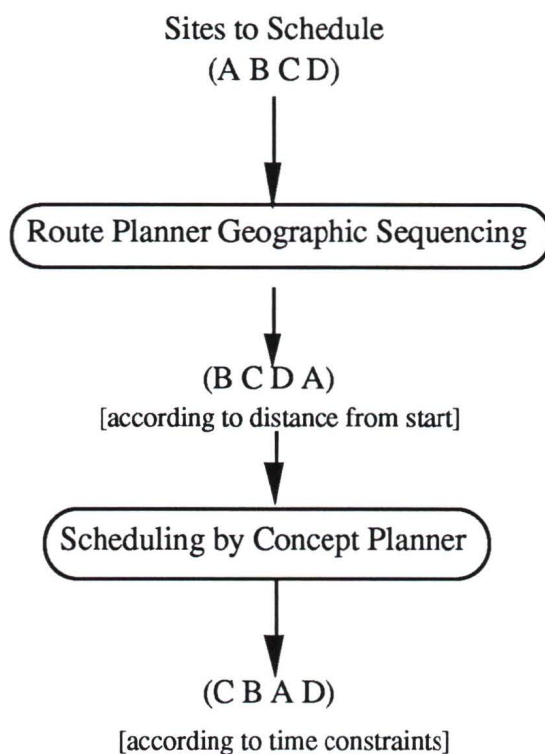 Sites to Schedule
(A B C D)
Route Planner Geographic Sequencing
(B C D A)
[according to distance from start]
Scheduling by Concept Planner
(C B A D)
[according to time constraints]